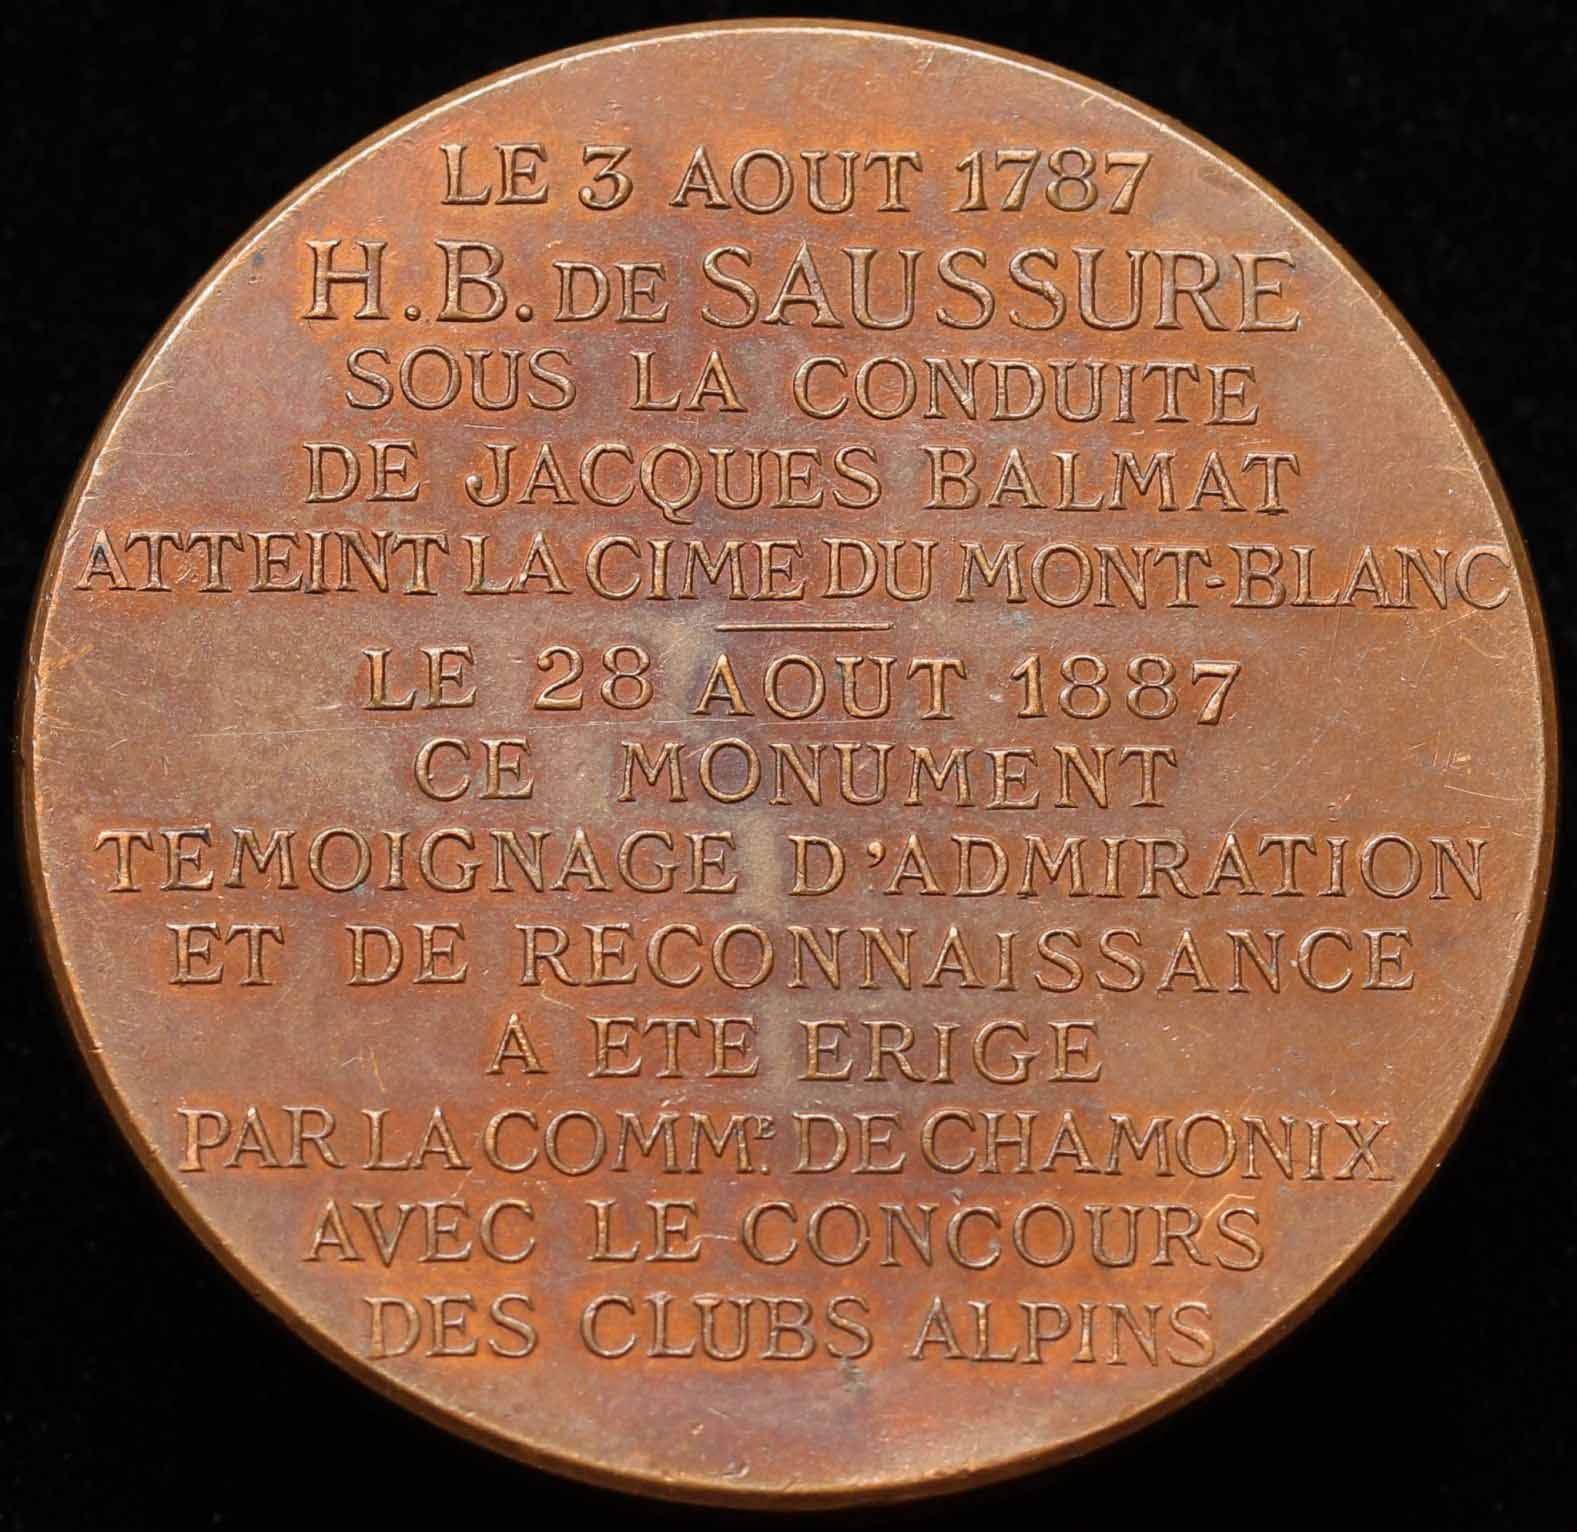 LE 3 AOUT 1787
H.B. DE SAUSSURE
SOUS LA CONDUITE
DE JACQUES BALMAT
ATTEINT LA CIME DU MONT-BLANC
LE 28 AOUT 1887
CE MONUMENT
TEMOIGNAGE D'ADMIRATION
ET DE RECONNAISSANCE
A ETE ERIGE
PAR LA COMMᴱ. DE CHAMONIX
AVEC LE CONCOURS
DES CLUBS ALPINS